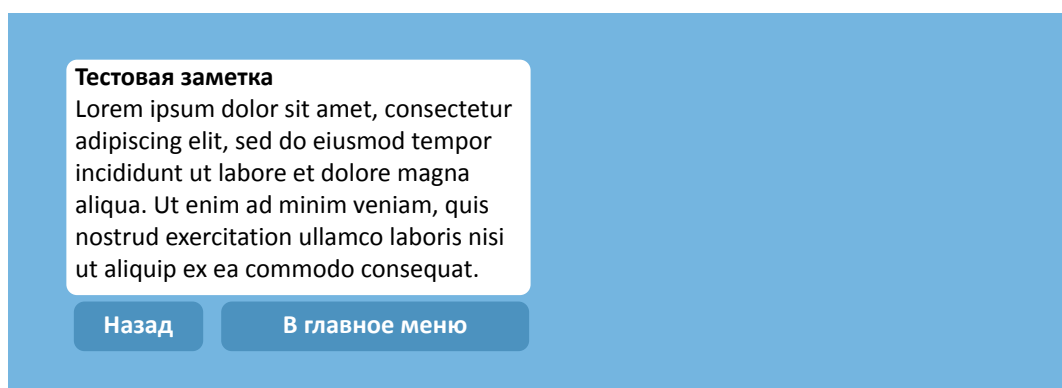 Тестовая заметка
Lorem ipsum dolor sit amet, consectetur
adipiscing elit, sed do eiusmod tempor
incididunt ut labore et dolore magna
aliqua. Ut enim ad minim veniam, quis
nostrud exercitation ullamco laboris nisi
ut aliquip ex ea commodo consequat.
Назад
В главное меню